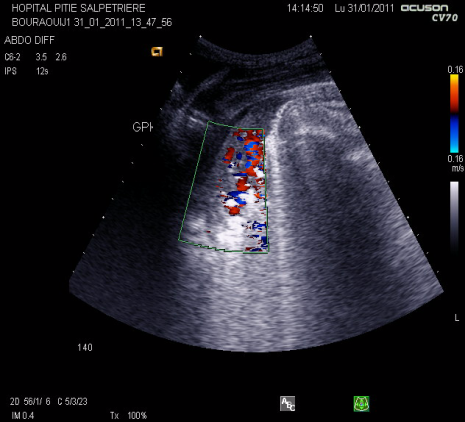 HOPITAL PITIE SALPETRIERE
14:14:50 Lu 31/01/2011
acuson
CV70
BOURAOUIJ1 31_01_2011_13_47_56
ABDO DIFF
C6-2 3.5 2.6
IPS 12s
GPI
0.16
0.16
m/s
L
140
2D 56/1/ 6 C 5/3/23
IM 0.4 Tx 100%